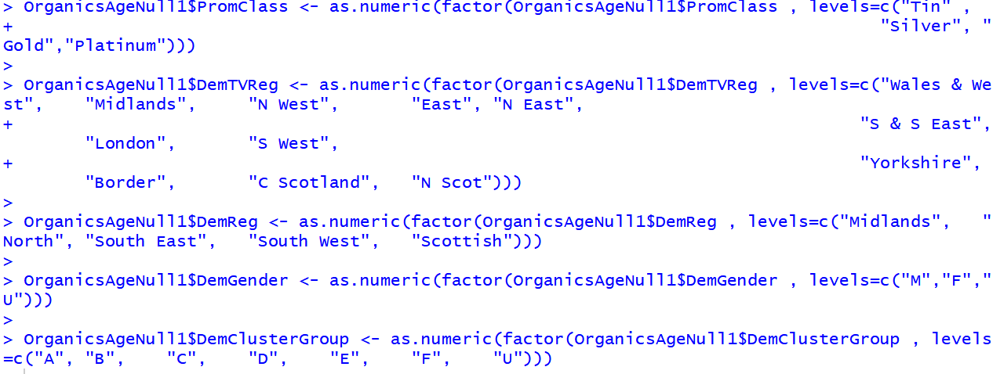 > OrganicsAgeNull1$PromClass <- as.numeric(factor(OrganicsAgeNull1$PromClass , levels=c("Tin" ,
+ "Silver", "
Gold","Platinum")))
>
> OrganicsAgeNull1$DemTVReg <- as.numeric(factor(OrganicsAgeNull1$DemTVReg , levels=c("Wales & We
st", "Midlands", "N West", "East", "N East",
+ "S & S East",
"London", "S West",
+ "Yorkshire",
"Border", "C Scotland", "N Scot")))
>
> OrganicsAgeNull1$DemReg <- as.numeric(factor(OrganicsAgeNull1$DemReg , levels=c("Midlands", "
North", "South East", "South West", "Scottish")))
>
> OrganicsAgeNull1$DemGender <- as.numeric(factor(OrganicsAgeNull1$DemGender , levels=c("M","F","
U")))
>
> OrganicsAgeNull1$DemClusterGroup <- as.numeric(factor(OrganicsAgeNull1$DemClusterGroup , levels
=c("A", "B", "C", "D", "E", "F", "U")))